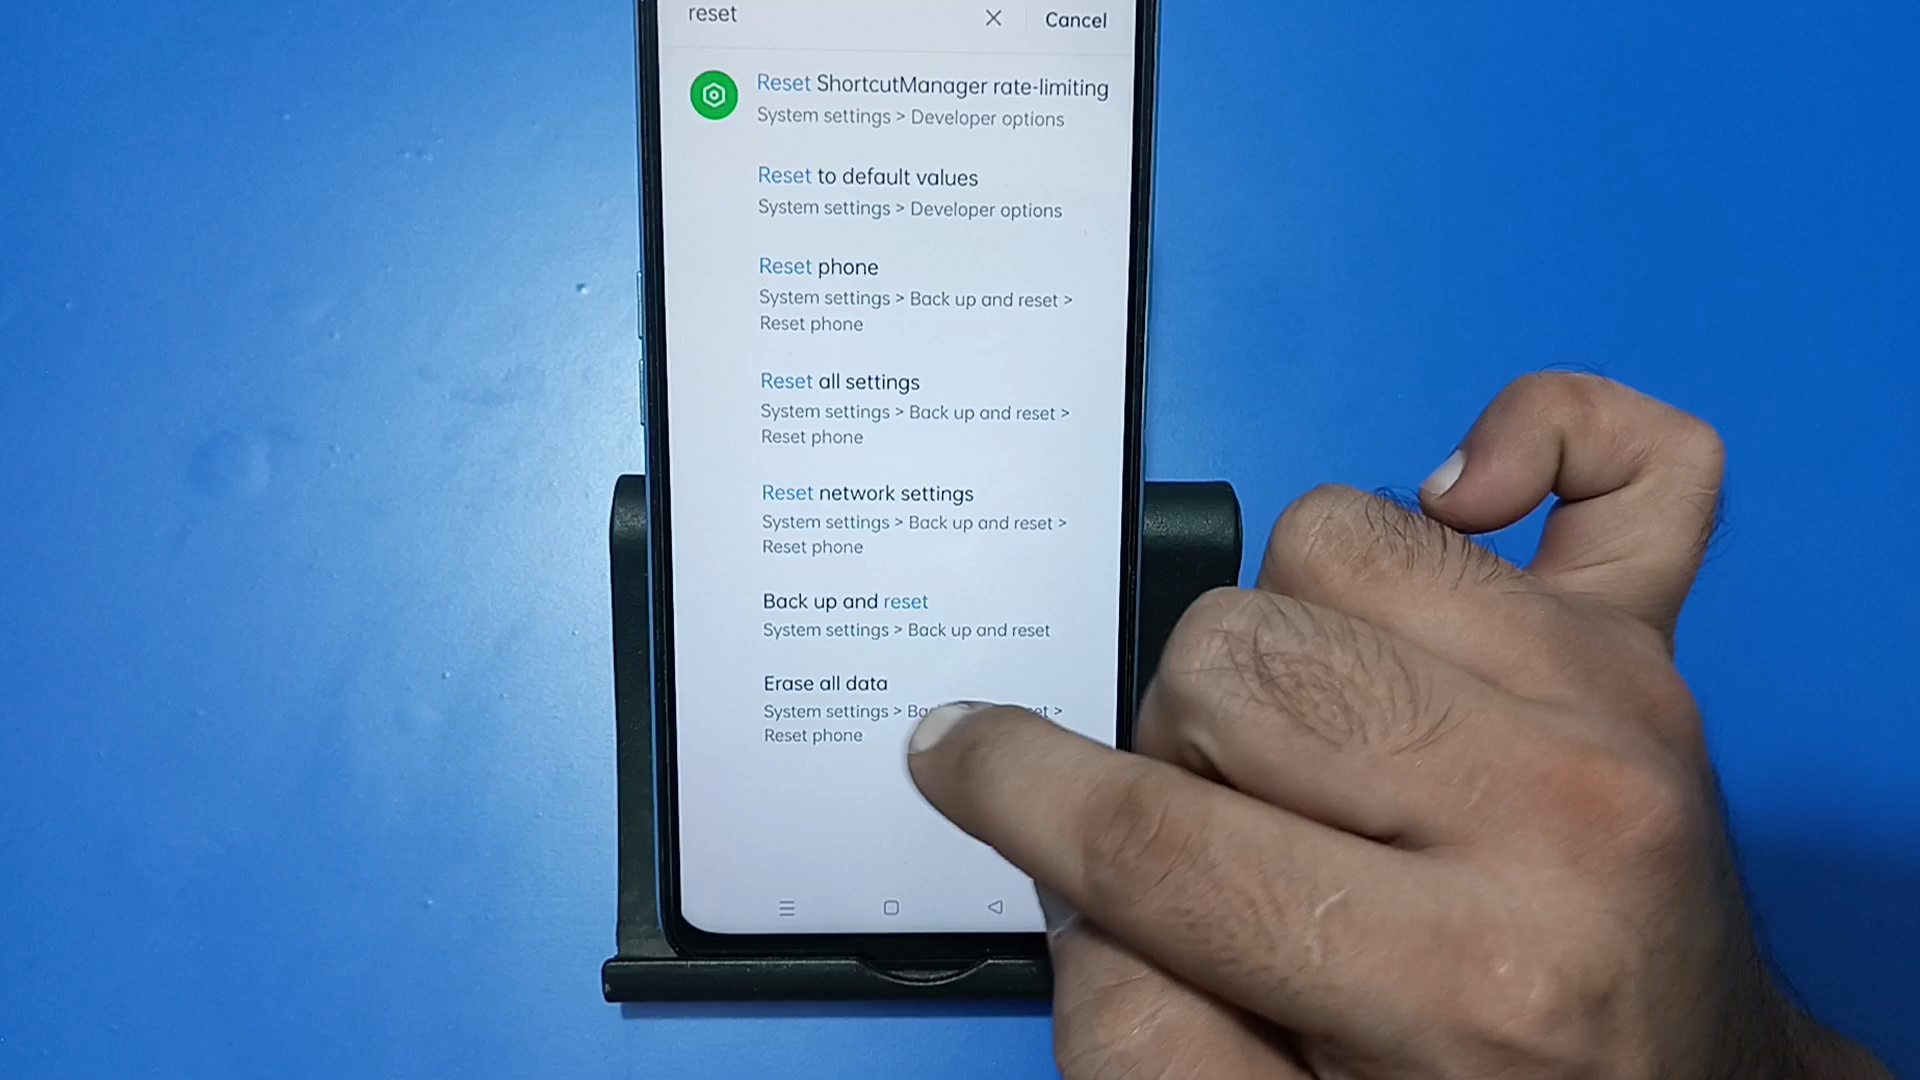 reset
Cancel
Reset ShortcutManager rate-limiting
System settings > Developer options
Reset to default values
System settings > Developer options
Reset phone
System settings > Back up and reset >
Reset phone
Reset all settings
System settings > Back up and reset >
Reset phone
Reset network settings
System settings > Back up and reset >
Reset phone
Back up and reset
System settings > Back up and reset
Erase all data
System settings >
Reset phone